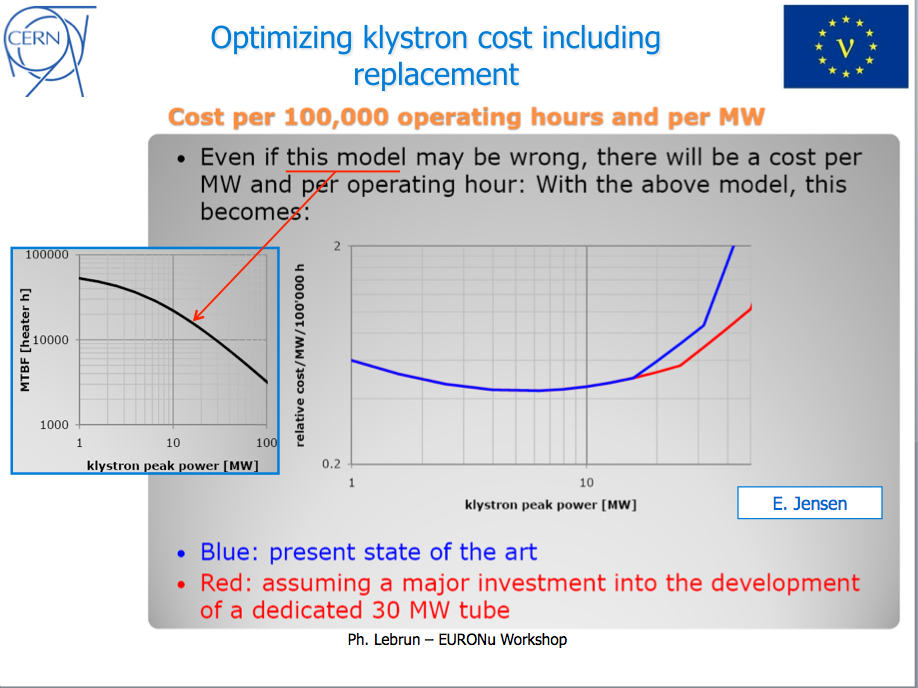 CERN
Optimizing klystron cost including
replacement
ν
Cost per 100,000 operating hours and per MW
• Even if this model may be wrong, there will be a cost per
MW and per operating hour: With the above model, this
becomes:
100000
10000
1000
MTBF [heater h]
1
10
100
klystron peak power [MW]
2
0.2
relative cost/MW/100'000 h
1
10
klystron peak power [MW]
E. Jensen
• Blue: present state of the art
• Red: assuming a major investment into the development
of a dedicated 30 MW tube
Ph. Lebrun – EURONu Workshop